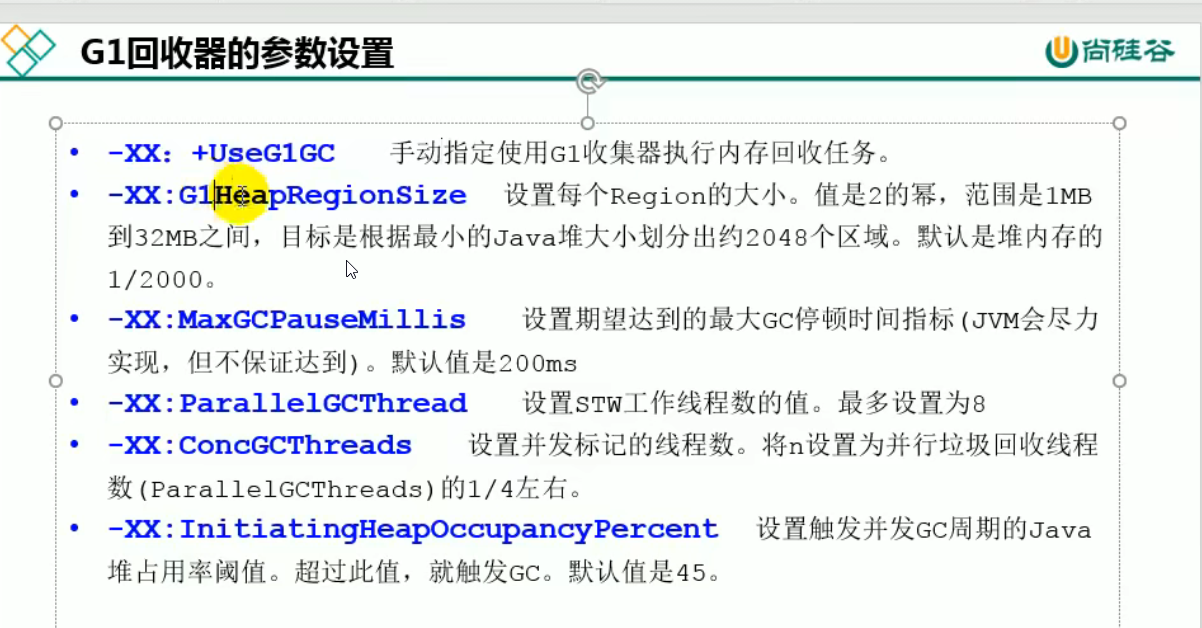 G1回收器的参数设置
尚硅谷
• -XX: +UseG1GC 手动指定使用G1收集器执行内存回收任务。
• -XX:G1HeapRegionSize 设置每个Region的大小。值是2的幂，范围是1MB
到32MB之间，目标是根据最小的Java堆大小划分出约2048个区域。默认是堆内存的
1/2000。
• -XX:MaxGCPauseMillis 设置期望达到的最大GC停顿时间指标(JVM会尽力
实现，但不保证达到)。默认值是200ms
• -XX:ParallelGCThread 设置STW工作线程数的值。最多设置为8
• -XX:ConcGCThreads 设置并发标记的线程数。将n设置为并行垃圾回收线程
数(ParallelGCThreads)的1/4左右。
• -XX:InitiatingHeapOccupancyPercent 设置触发并发GC周期的Java
堆占用率阈值。超过此值，就触发GC。默认值是45。